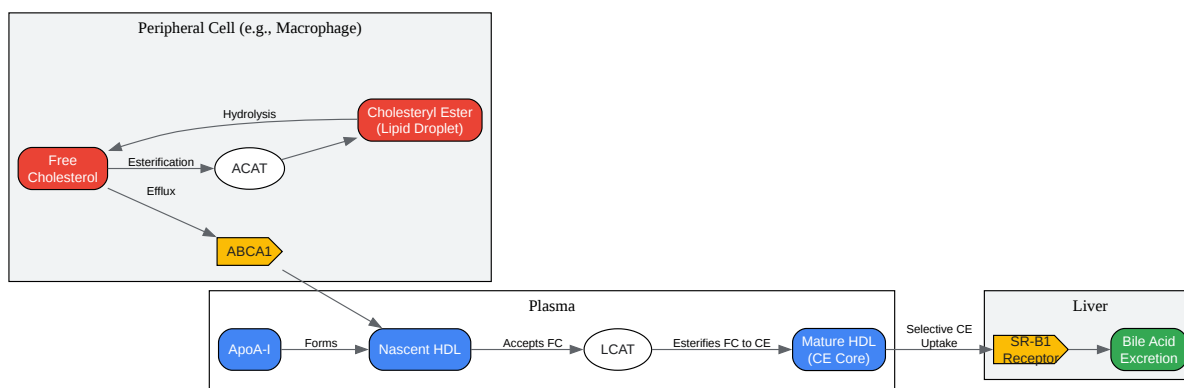 Peripheral Cell (e.g., Macrophage)
Hydrolysis
Cholesteryl Ester
(Lipid Droplet)
Free
Cholesterol
Esterification
ACAT
Efflux
ABCA1
Plasma
Liver
ApoA-I
Forms
Nascent HDL
Accepts FC
LCAT
Esterifies FC to CE
Mature HDL
(CE Core)
Selective CE
Uptake
SR-B1
Receptor
Bile Acid
Excretion